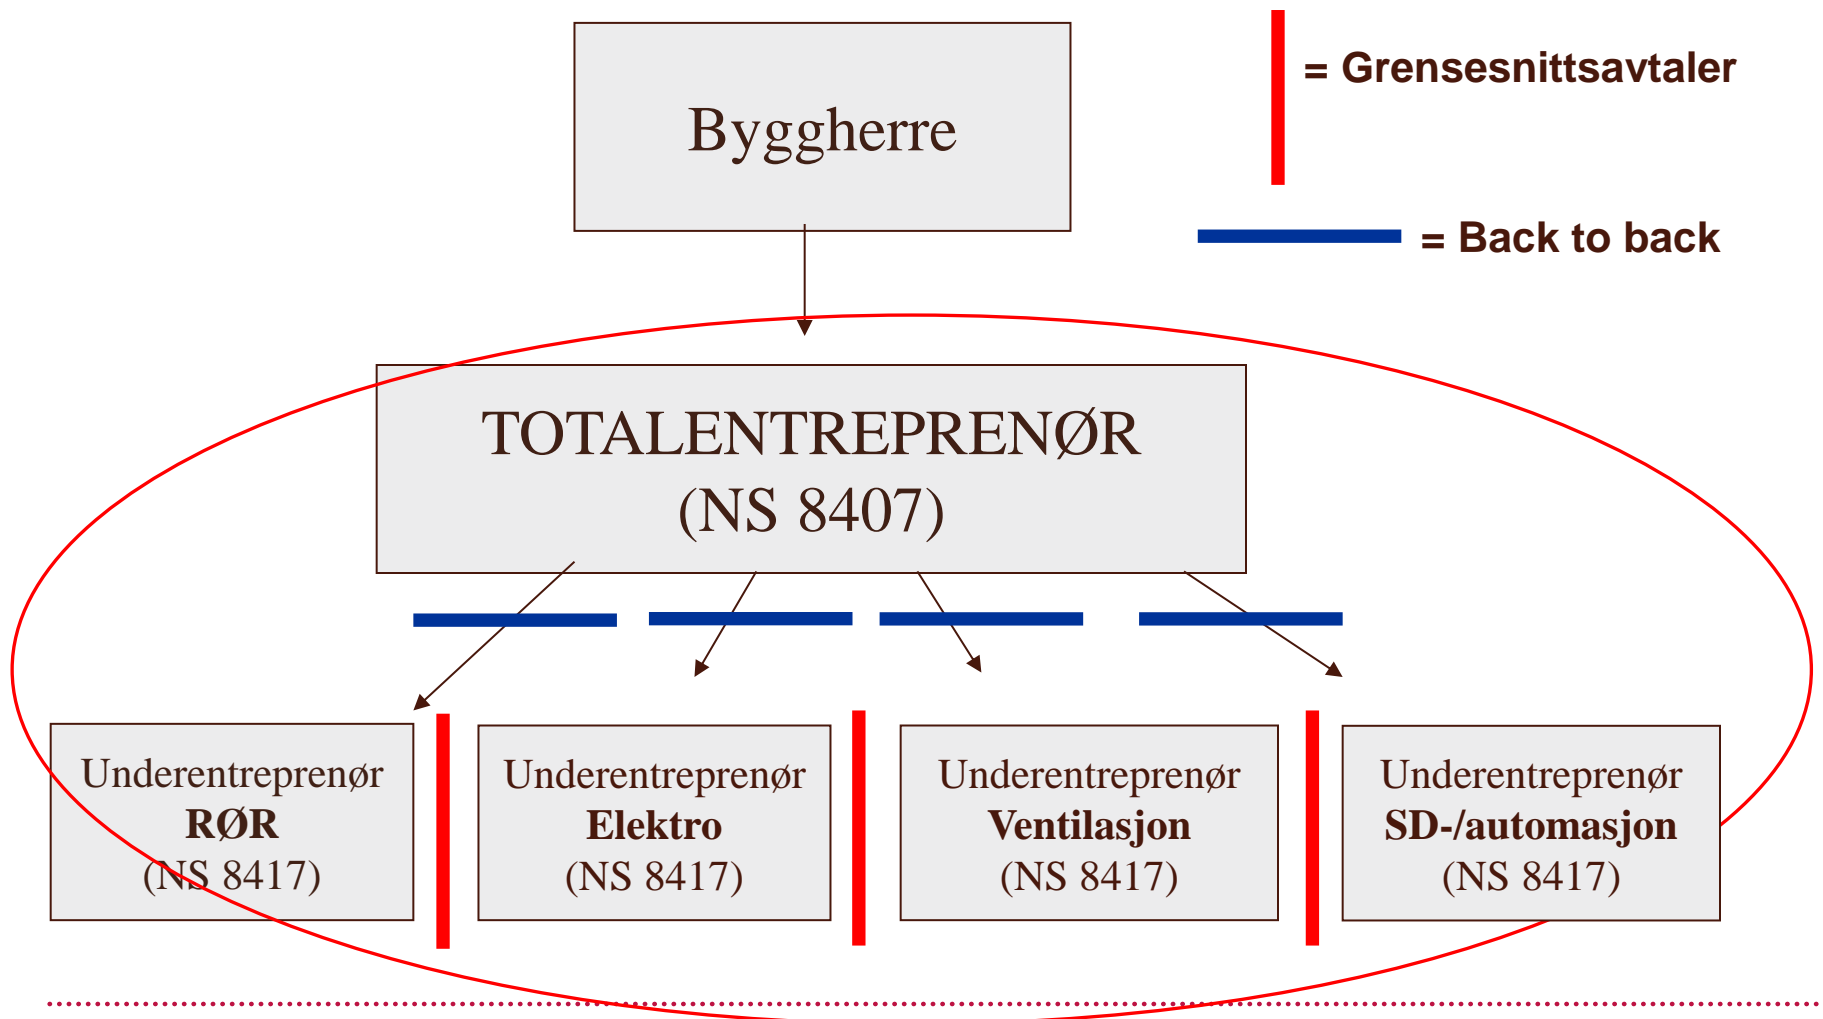 Byggherre
= Grensesnittsavtaler
= Back to back
TOTALENTREPRENØR
(NS 8407)
Underentreprenør
RØR
(NS 8417)
Underentreprenør
Elektro
(NS 8417)
Underentreprenør
Ventilasjon
(NS 8417)
Underentreprenør
SD-/automasjon
(NS 8417)